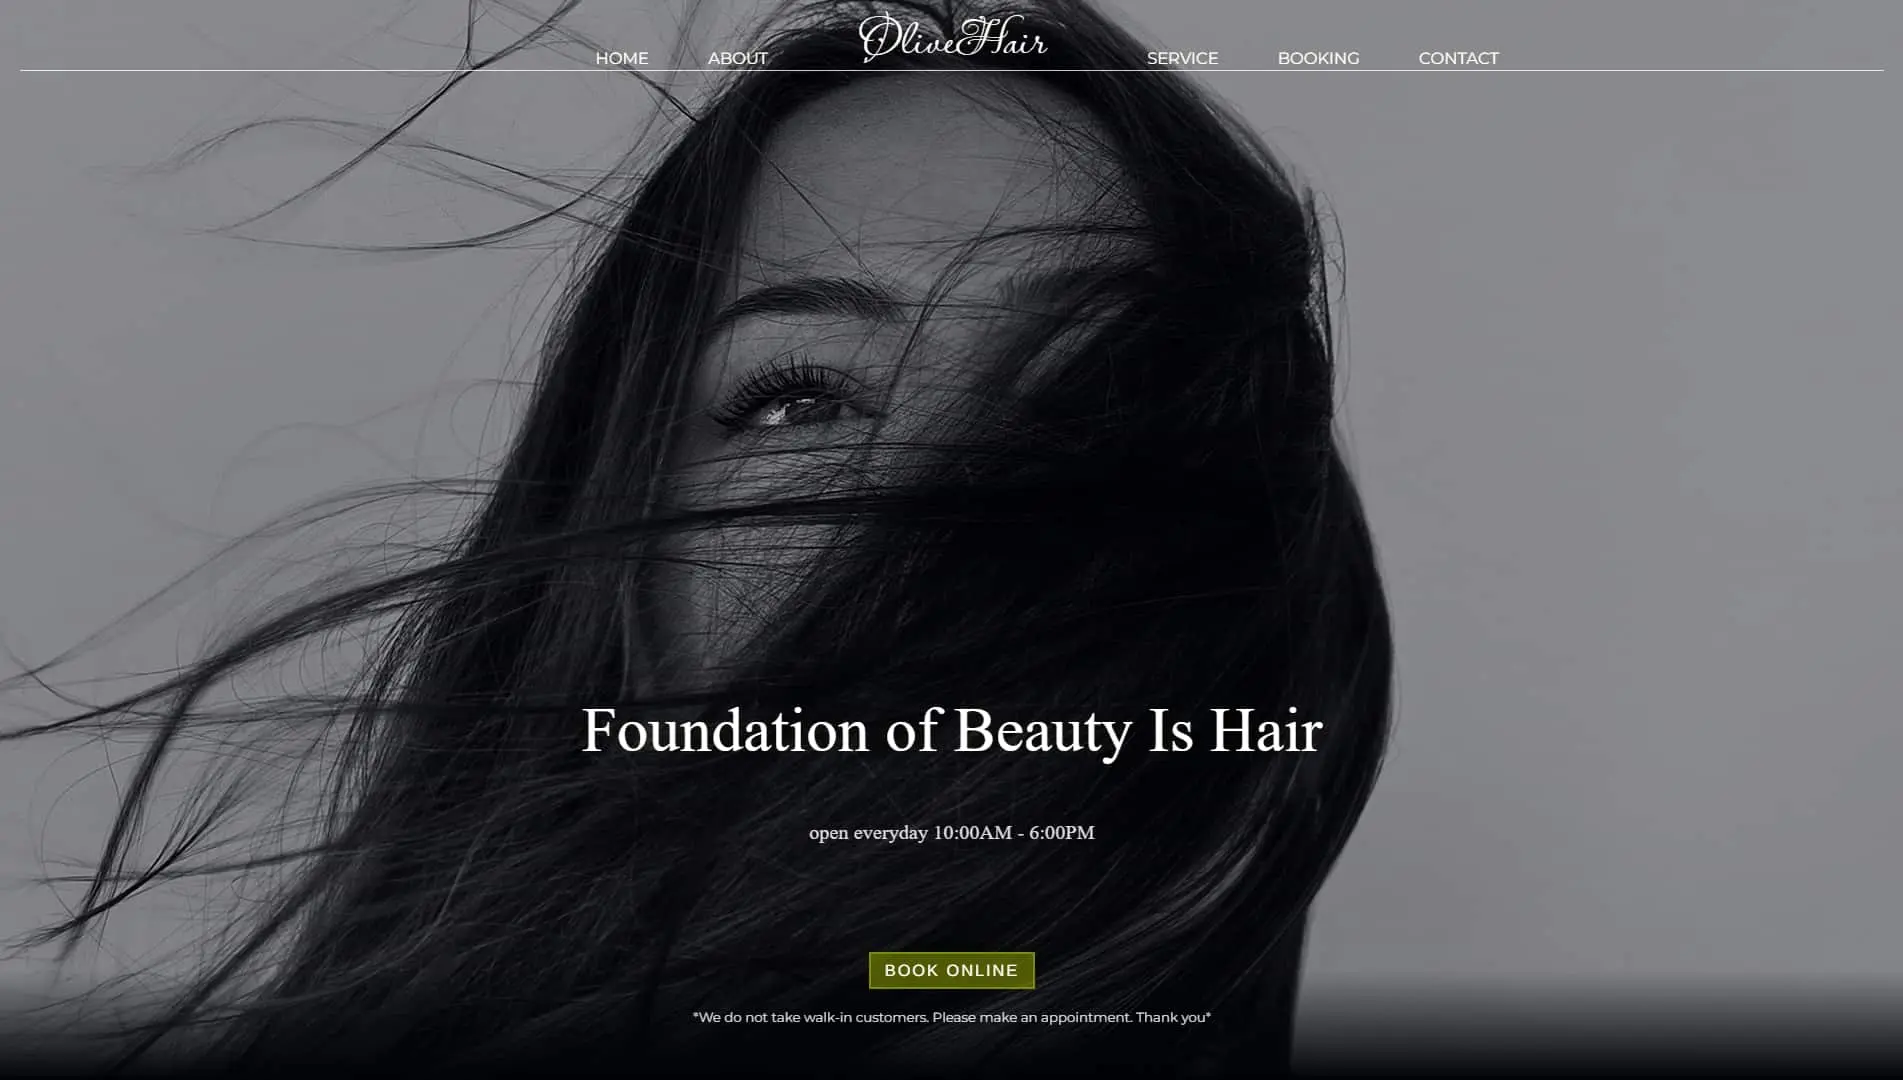 HOME ABOUT OliveHair SERVICE BOOKING CONTACT
Foundation of Beauty Is Hair
open everyday 10:00AM - 6:00PM
BOOK ONLINE
*We do not take walk-in customers. Please make an appointment. Thank you*